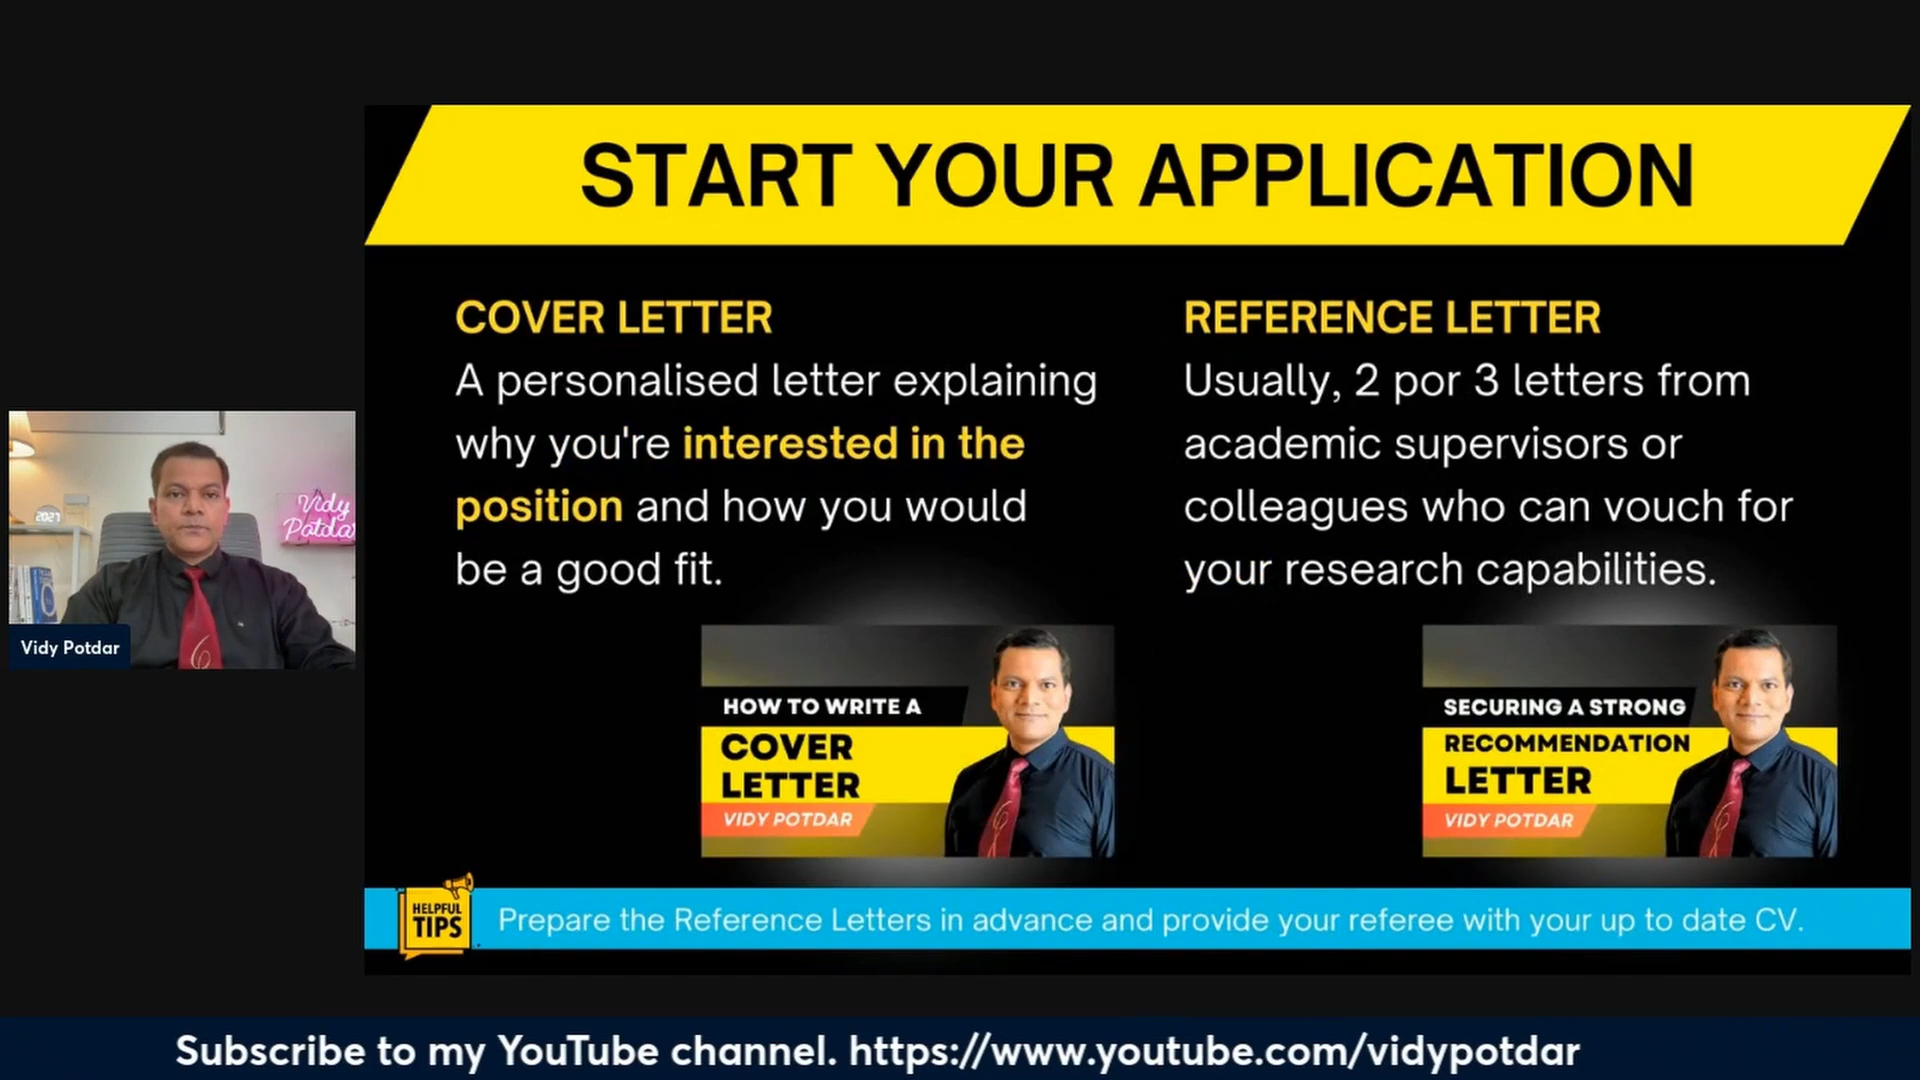 START YOUR APPLICATION
COVER LETTER
A personalised letter explaining
why you're interested in the
position and how you would
be a good fit.
REFERENCE LETTER
Usually, 2 por 3 letters from
academic supervisors or
colleagues who can vouch for
your research capabilities.
20:27
Vidy
Potdar
Vidy Potdar
HOW TO WRITE A
COVER
LETTER
VIDY POTDAR
SECURING A STRONG
RECOMMENDATION
LETTER
VIDY POTDAR
HELPFUL
TIPS
Prepare the Reference Letters in advance and provide your referee with your up to date CV.
Subscribe to my YouTube channel. https://www.youtube.com/vidypotdar